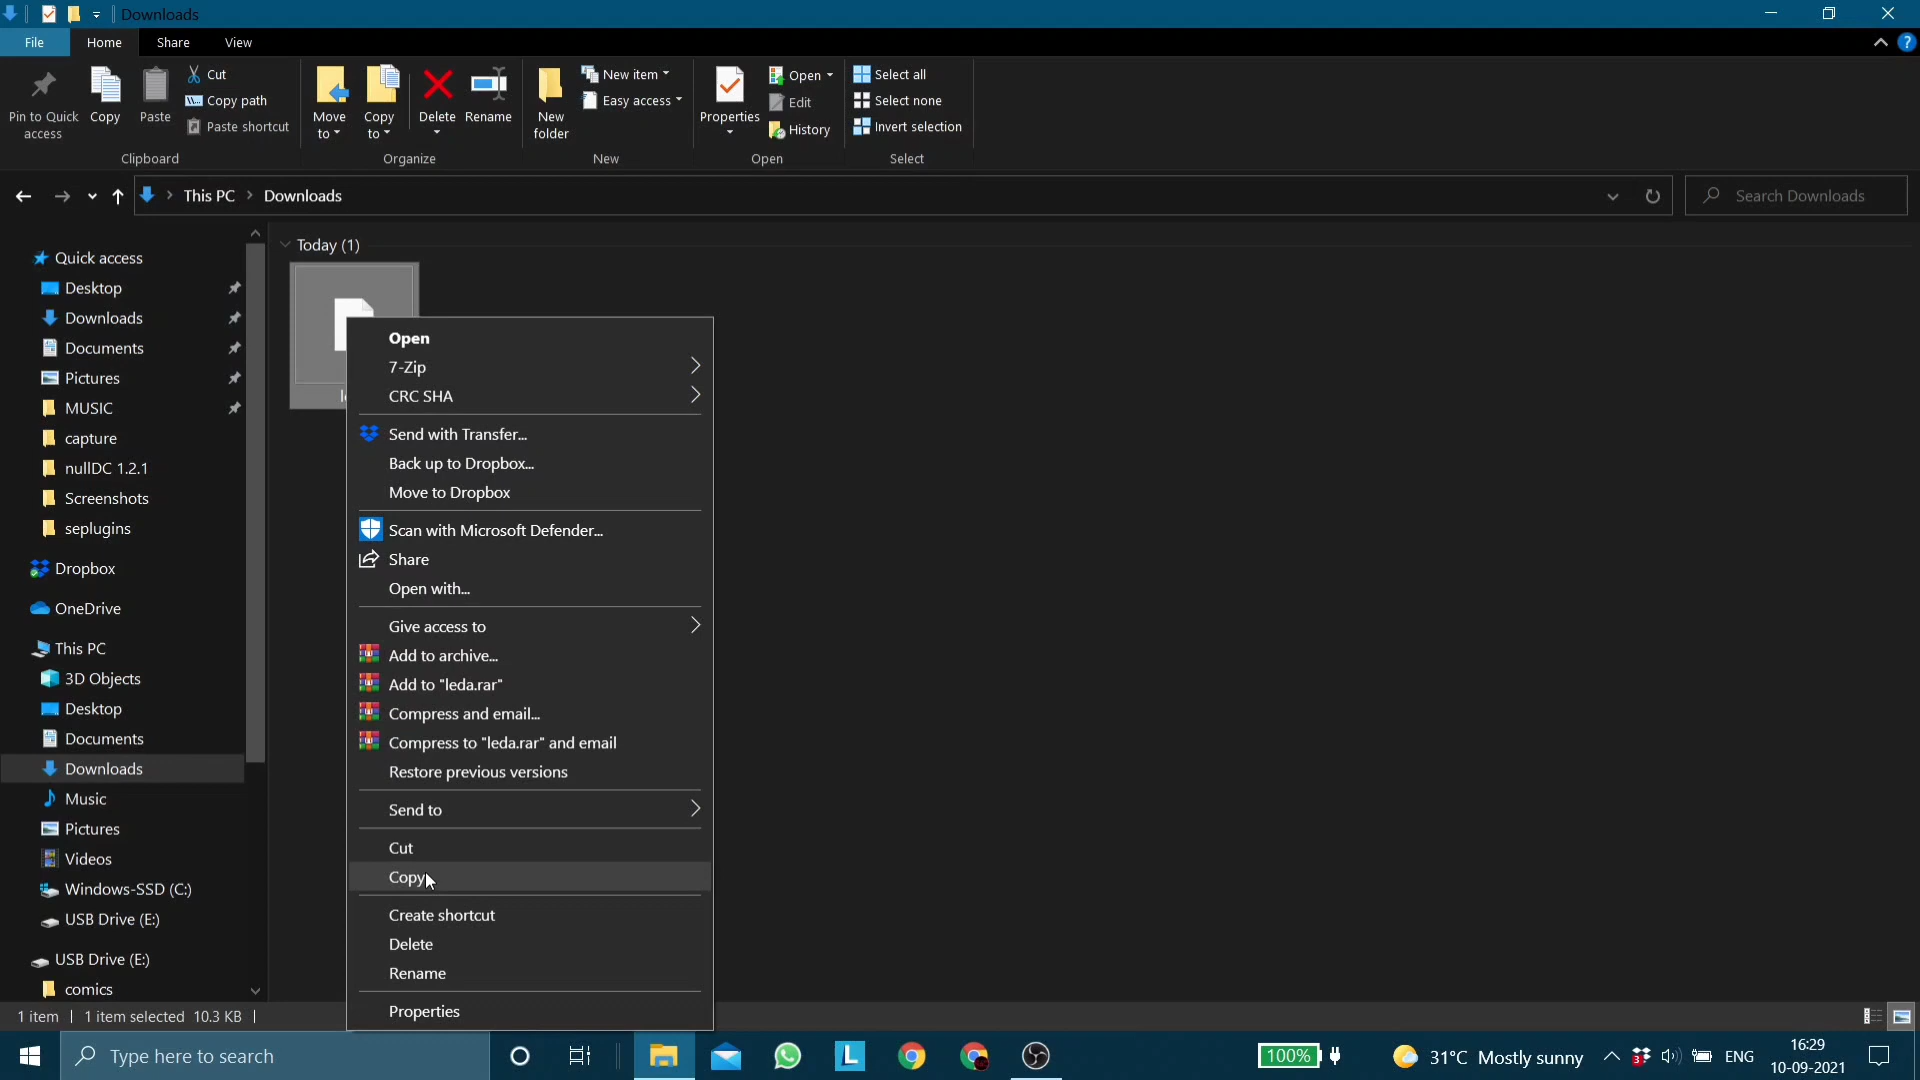 Downloads
File Home Share View
Pin to Quick access
Copy
Paste
Cut
Copy path
Paste shortcut
Clipboard
Move to
Copy to
Delete
Rename
Organize
New folder
New item
Easy access
New
Properties
Open
Edit
History
Open
Select all
Select none
Invert selection
Select
This PC Downloads
Search Downloads
Quick access
Desktop
Downloads
Documents
Pictures
MUSIC
capture
nullDC 1.2.1
Screenshots
seplugins
Dropbox
OneDrive
This PC
3D Objects
Desktop
Documents
Downloads
Music
Pictures
Videos
Windows-SSD (C:)
USB Drive (E:)
USB Drive (E:)
comics
Today (1)
Open
7-Zip
CRC SHA
Send with Transfer...
Back up to Dropbox...
Move to Dropbox
Scan with Microsoft Defender...
Share
Open with...
Give access to
Add to archive...
Add to "leda.rar"
Compress and email...
Compress to "leda.rar" and email
Restore previous versions
Send to
Cut
Copy
Create shortcut
Delete
Rename
Properties
1 item 1 item selected 10.3 KB
Type here to search
L
100%
31°C Mostly sunny
3
ENG
16:29
10-09-2021